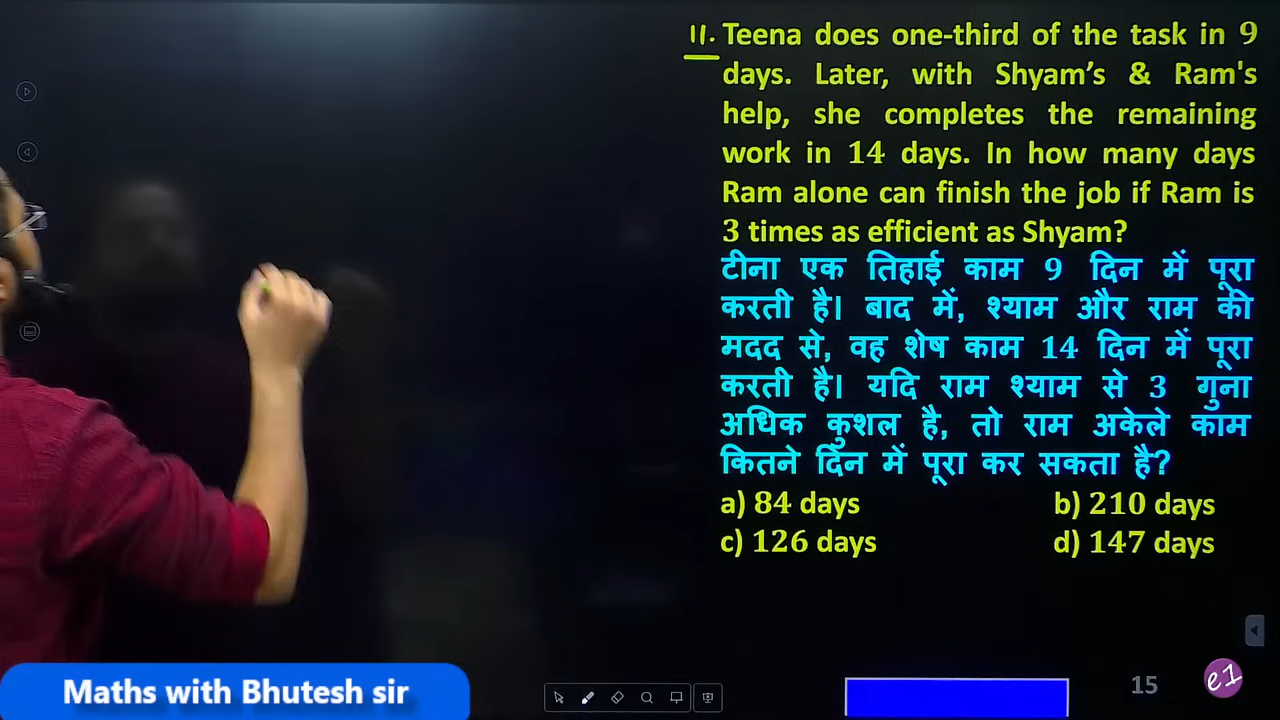 11. Teena does one-third of the task in 9
days. Later, with Shyam’s & Ram's
help, she completes the remaining
work in 14 days. In how many days
Ram alone can finish the job if Ram is
3 times as efficient as Shyam?
टीना एक तिहाई काम 9 दिन में पूरा
करती है। बाद में, श्याम और राम की
मदद से, वह शेष काम 14 दिन में पूरा
करती है। यदि राम श्याम से 3 गुना
अधिक कुशल है, तो राम अकेले काम
कितने दिन में पूरा कर सकता है?
a) 84 days b) 210 days
c) 126 days d) 147 days
Maths with Bhutesh sir
15 e1